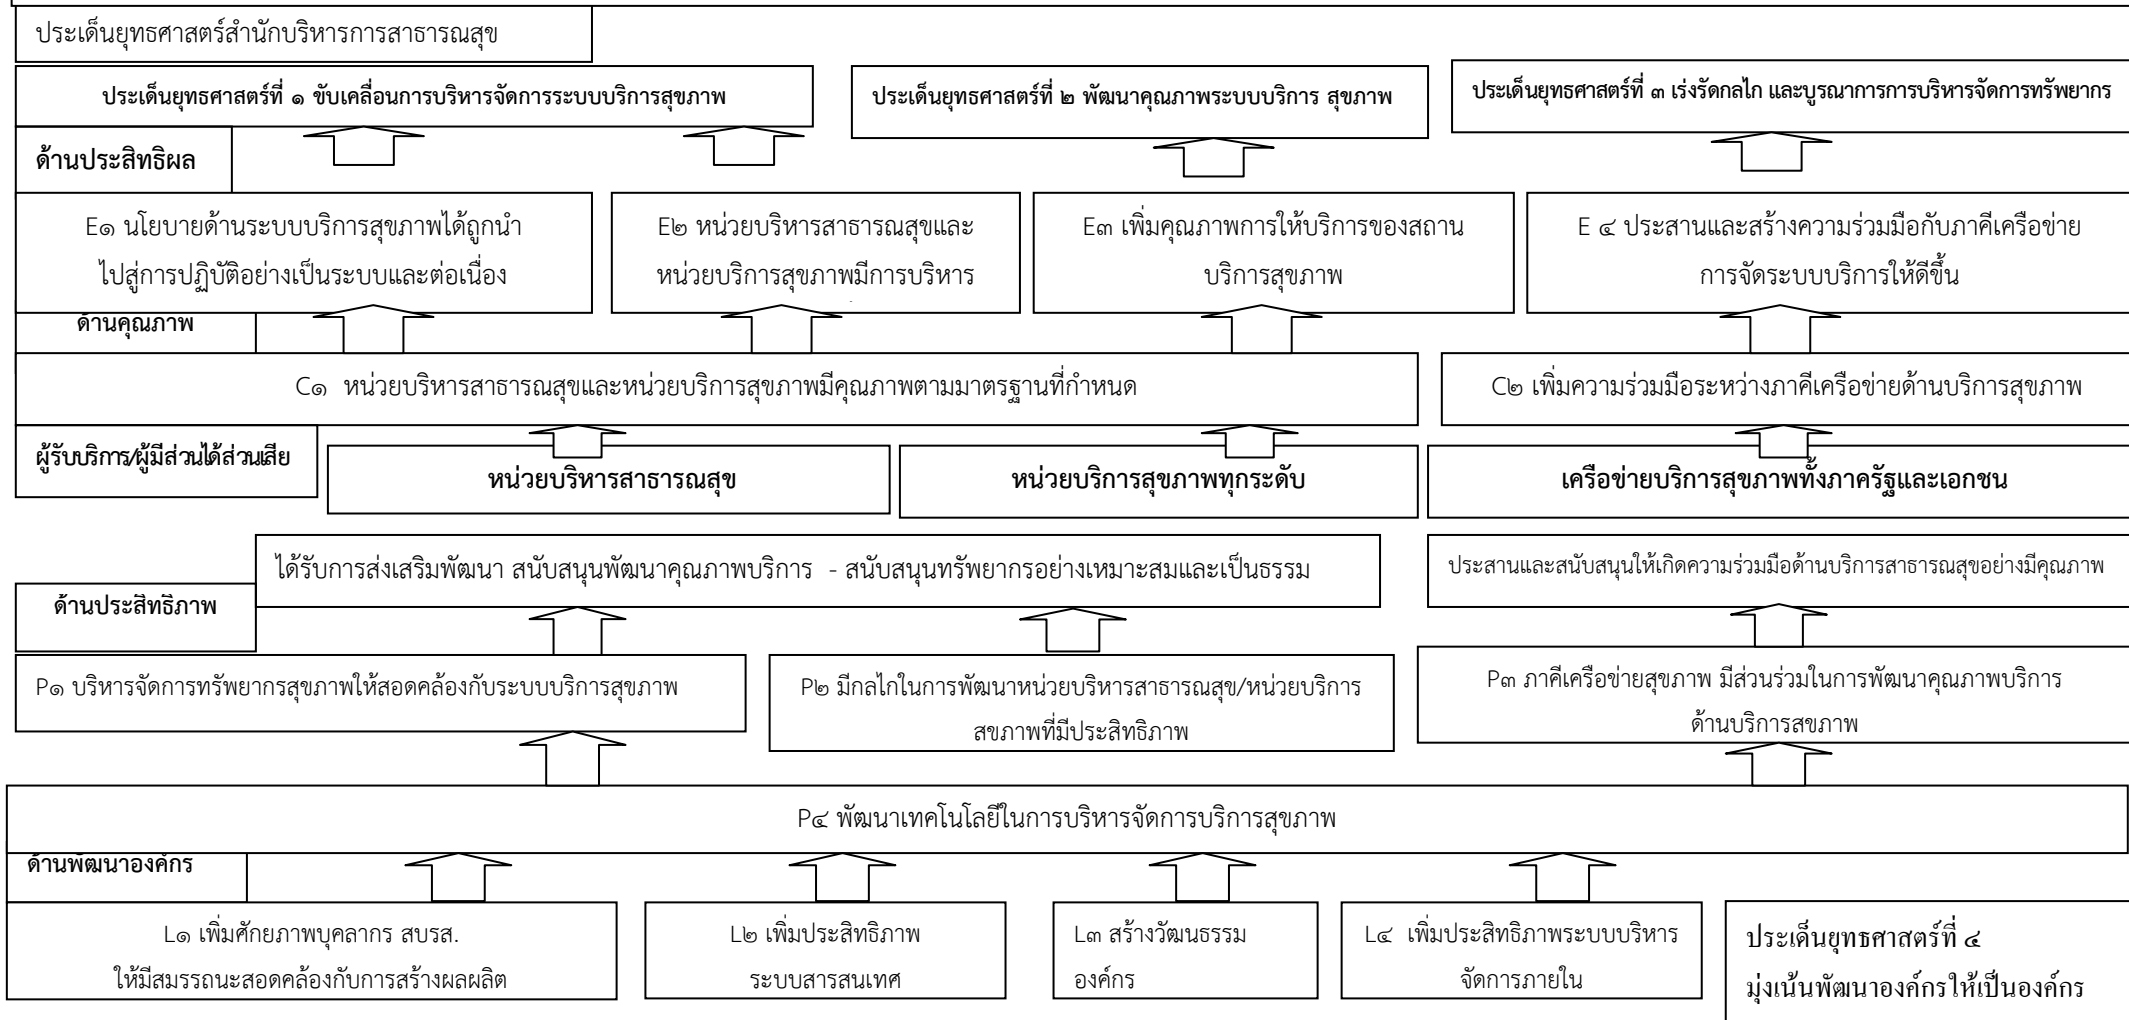 ประเด็นยุทธศาสตร์สำนักบริหารการสาธารณสุข
ประเด็นยุทธศาสตร์ที่ ๑ ขับเคลื่อนการบริหารจัดการระบบบริการสุขภาพ
ประเด็นยุทธศาสตร์ที่ ๒ พัฒนาคุณภาพระบบบริการ สุขภาพ
ประเด็นยุทธศาสตร์ที่ ๓ เร่งรัดกลไก และบูรณาการการบริหารจัดการทรัพยากร
ด้านประสิทธิผล
E๑ นโยบายด้านระบบบริการสุขภาพได้ถูกนำ
ไปสู่การปฏิบัติอย่างเป็นระบบและต่อเนื่อง
E๒ หน่วยบริหารสาธารณสุขและ
หน่วยบริการสุขภาพมีการบริหาร
E๓ เพิ่มคุณภาพการให้บริการของสถาน
บริการสุขภาพ
E ๔ ประสานและสร้างความร่วมมือกับภาคีเครือข่าย
การจัดระบบบริการให้ดีขึ้น
ด้านคุณภาพ
C๑ หน่วยบริหารสาธารณสุขและหน่วยบริการสุขภาพมีคุณภาพตามมาตรฐานที่กำหนด
C๒ เพิ่มความร่วมมือระหว่างภาคีเครือข่ายด้านบริการสุขภาพ
ผู้รับบริการ/ผู้มีส่วนได้ส่วนเสีย
หน่วยบริหารสาธารณสุข
หน่วยบริการสุขภาพทุกระดับ
เครือข่ายบริการสุขภาพทั้งภาครัฐและเอกชน
ได้รับการส่งเสริมพัฒนา สนับสนุนพัฒนาคุณภาพบริการ - สนับสนุนทรัพยากรอย่างเหมาะสมและเป็นธรรม
ประสานและสนับสนุนให้เกิดความร่วมมือด้านบริการสาธารณสุขอย่างมีคุณภาพ
ด้านประสิทธิภาพ
P๑ บริหารจัดการทรัพยากรสุขภาพให้สอดคล้องกับระบบบริการสุขภาพ
P๒ มีกลไกในการพัฒนาหน่วยบริหารสาธารณสุข/หน่วยบริการ
สขภาพที่มีประสิทธิภาพ
P๓ ภาคีเครือข่ายสุขภาพ มีส่วนร่วมในการพัฒนาคุณภาพบริการ
ด้านบริการสขภาพ
P๔ พัฒนาเทคโนโลยีในการบริหารจัดการบริการสุขภาพ
ด้านพัฒนาองค์กร
L๑ เพิ่มศักยภาพบุคลากร สบรส.
ให้มีสมรรถนะสอดคล้องกับการสร้างผลผลิต
L๒ เพิ่มประสิทธิภาพ
ระบบสารสนเทศ
L๓ สร้างวัฒนธรรม
องค์กร
L๔ เพิ่มประสิทธิภาพระบบบริหาร
จัดการภายใน
ประเด็นยุทธศาสตร์ที่ ๔
มุ่งเน้นพัฒนาองค์กรให้เป็นองค์กร